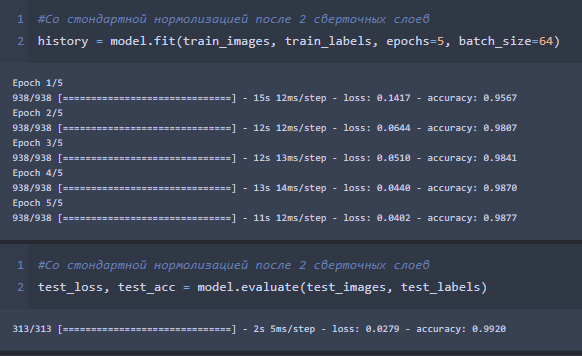 1 #Со стондартной нормолизацией после 2 сверточных слоев
2 history = model.fit(train_images, train_labels, epochs=5, batch_size=64)
Epoch 1/5
938/938 [==============================] - 15s 12ms/step - loss: 0.1417 - accuracy: 0.9567
Epoch 2/5
938/938 [==============================] - 12s 12ms/step - loss: 0.0644 - accuracy: 0.9807
Epoch 3/5
938/938 [==============================] - 12s 13ms/step - loss: 0.0510 - accuracy: 0.9841
Epoch 4/5
938/938 [==============================] - 13s 14ms/step - loss: 0.0440 - accuracy: 0.9870
Epoch 5/5
938/938 [==============================] - 11s 12ms/step - loss: 0.0402 - accuracy: 0.9877
1 #Со стондартной нормолизацией после 2 сверточных слоев
2 test_loss, test_acc = model.evaluate(test_images, test_labels)
313/313 [==============================] - 2s 5ms/step - loss: 0.0279 - accuracy: 0.9920